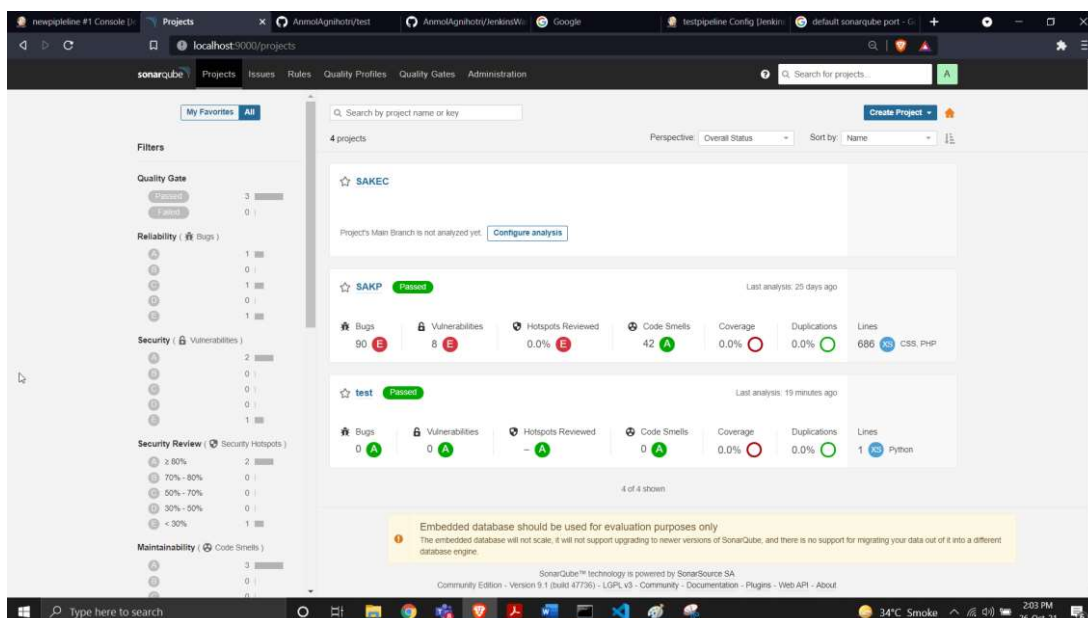 newpipleline #1 Console [Je
Projects
AnmolAgnihotri/test
AnmolAgnihotri/JenkinsWa
Google
testpipeline Config [Jenkin
default sonarqube port - G
localhost:9000/projects
sonarqube Projects Issues Rules Quality Profiles Quality Gates Administration
Search for projects...
A
My Favorites All
Search by project name or key
Create Project
4 projects
Perspective: Overall Status
Sort by: Name
Filters
Quality Gate
Passed 3
Failed 0
Reliability ( Bugs )
A 1
B 0
C 1
D 0
E 1
Security ( Vulnerabilities )
A 2
B 0
C 0
D 0
E 1
Security Review ( Security Hotspots )
A ≥ 80% 2
B 70% - 80% 0
C 50% - 70% 0
D 30% - 50% 0
E < 30% 1
Maintainability ( Code Smells )
A 3
B 0
0
SAKEC
Project's Main Branch is not analyzed yet. Configure analysis
SAKP Passed
Last analysis: 25 days ago
Bugs Vulnerabilities Hotspots Reviewed Code Smells Coverage Duplications Lines
90 E 8 E 0.0% E 42 A 0.0% 0.0% 686 XS CSS, PHP
test Passed
Last analysis: 19 minutes ago
Bugs Vulnerabilities Hotspots Reviewed Code Smells Coverage Duplications Lines
0 A 0 A – A 0 A 0.0% 0.0% 1 XS Python
4 of 4 shown
Embedded database should be used for evaluation purposes only
The embedded database will not scale, it will not support upgrading to newer versions of SonarQube, and there is no support for migrating your data out of it into a different
database engine.
SonarQube™ technology is powered by SonarSource SA
Community Edition - Version 9.1 (build 47736) - LGPL v3 - Community - Documentation - Plugins - Web API - About
Type here to search
34°C Smoke
2:03 PM
26-Oct-21